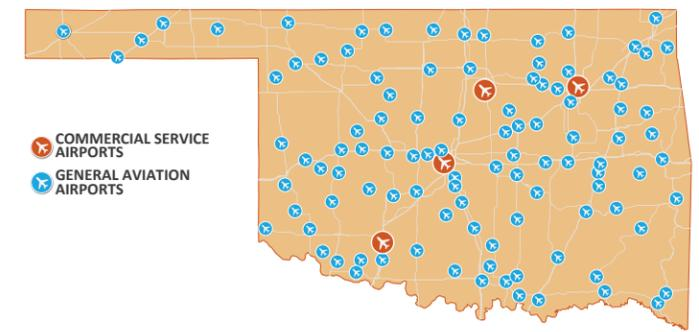 COMMERCIAL SERVICE
AIRPORTS
GENERAL AVIATION
AIRPORTS